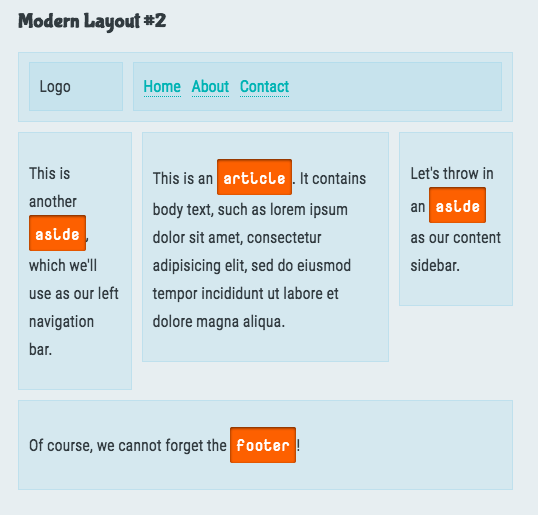 Modern Layout #2
Logo
Home About Contact
This is
another
aside,
which we'll
use as our left
navigation
bar.
This is an article. It contains
body text, such as lorem ipsum
dolor sit amet, consectetur
adipisicing elit, sed do eiusmod
tempor incididunt ut labore et
dolore magna aliqua.
Let's throw in
an aside
as our content
sidebar.
Of course, we cannot forget the footer!